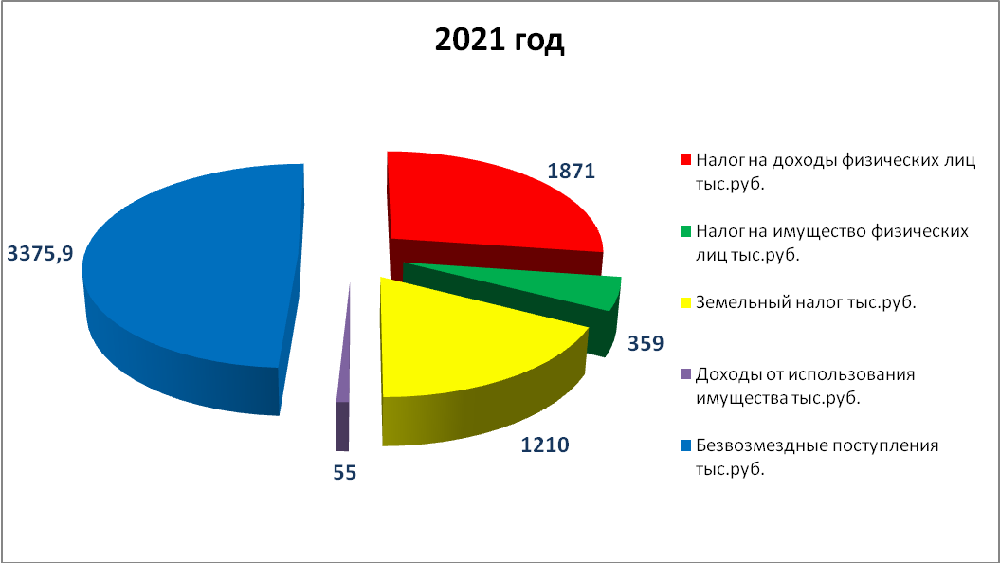 2021 год
1871
3375,9
359
1210
55
Налог на доходы физических лиц
тыс.руб.
Налог на имущество физических
лиц тыс.руб.
Земельный налог тыс.руб.
Доходы от использования
имущества тыс.руб.
Безвозмездные поступления
тыс.руб.